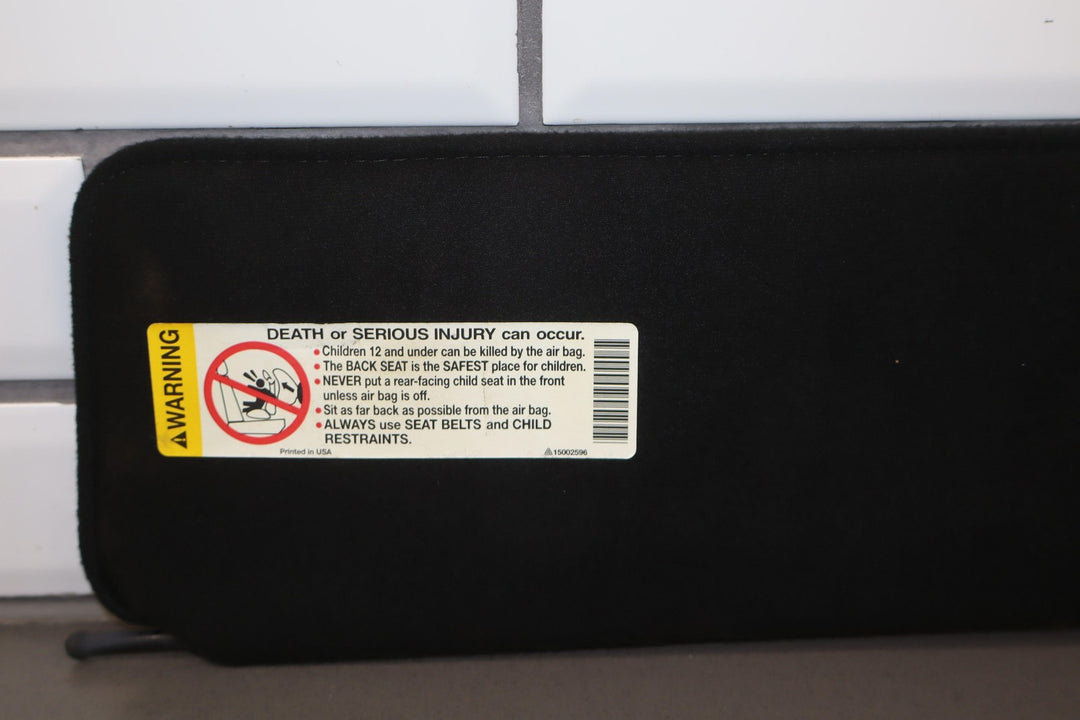 WARNING
DEATH or SERIOUS INJURY can occur.
• Children 12 and under can be killed by the air bag.
• The BACK SEAT is the SAFEST place for children.
• NEVER put a rear-facing child seat in the front
unless air bag is off.
• Sit as far back as possible from the air bag.
• ALWAYS use SEAT BELTS and CHILD
RESTRAINTS.
Printed in USA
15002596